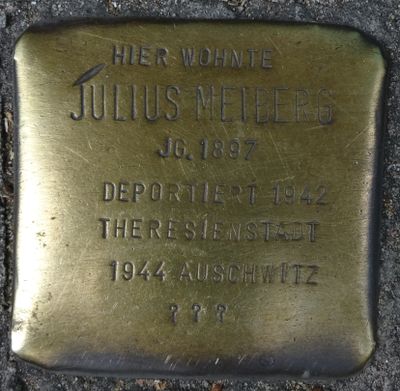 HIER WOHNTE
JULIUS MEIBERG
JG. 1897
DEPORTIERT 1942
THERESIENSTADT
1944 AUSCHWITZ
? ? ?